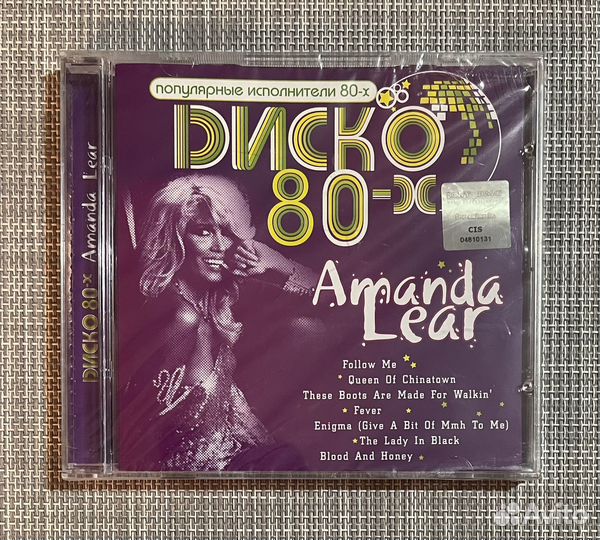 популярные исполнители 80-х
Диско
80-х
CIS
04810131
Amanda
Lear
Follow Me
Queen Of Chinatown
These Boots Are Made For Walkin'
Fever
Enigma (Give A Bit Of Mmh To Me)
The Lady In Black
Blood And Honey
Диско 80-х Amanda Lear
Avito